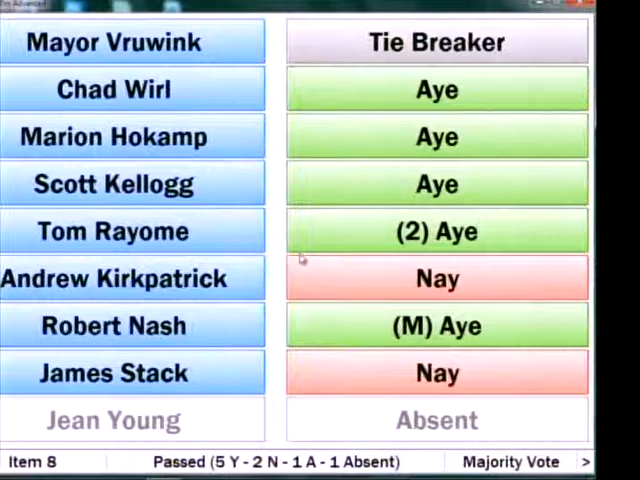 Mayor Vruwink Tie Breaker
Chad Wirl Aye
Marion Hokamp Aye
Scott Kellogg Aye
Tom Rayome (2) Aye
Andrew Kirkpatrick Nay
Robert Nash (M) Aye
James Stack Nay
Jean Young Absent
Item 8 Passed (5 Y - 2 N - 1 A - 1 Absent) Majority Vote >